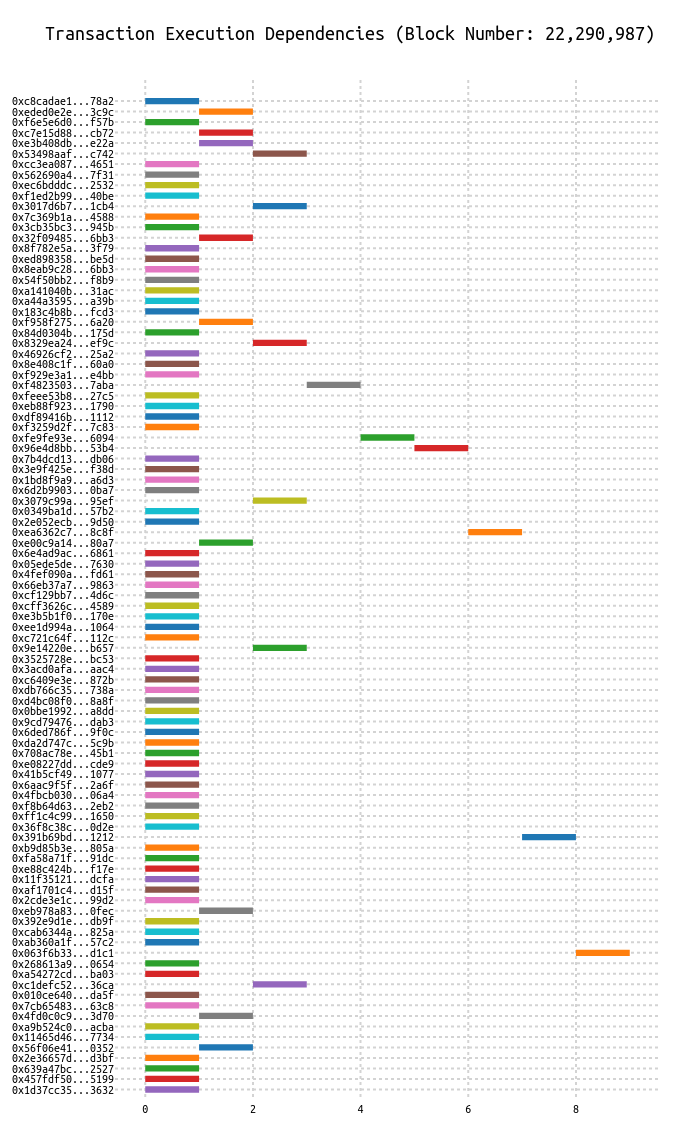 Transaction Execution Dependencies (Block Number: 22,290,987)
0xc8cadae1...78a2
0xeded0e2e...3c9c
0xf6e5e6d0...f57b
0xc7e15d88...cb72
0xe3b408db...e22a
0x53498aaf...c742
0xcc3ea087...4651
0x562690a4...7f31
0xec6bdddc...2532
0xf1ed2b99...40be
0x3017d6b7...1cb4
0x7c369b1a...4588
0x3cb35bc3...945b
0x32f09485...6bb3
0x8f782e5a...3f79
0xed898358...be5d
0x8eab9c28...6bb3
0x54f50bb2...f8b9
0xa141040b...31ac
0xa44a3595...a39b
0x183c4b8b...fcd3
0xf958f275...6a20
0x84d0304b...175d
0x8329ea24...ef9c
0x46926cf2...25a2
0x8e408c1f...60a0
0xf929e3a1...e4bb
0xf4823503...7aba
0xfeee53b8...27c5
0xeb88f923...1790
0xdf89416b...1112
0xf3259d2f...7c83
0xfe9fe93e...6094
0x96e4d8bb...53b4
0x7b4dcd13...db06
0x3e9f425e...f38d
0x1bd8f9a9...a6d3
0x6d2b9903...0ba7
0x3079c99a...95ef
0x0349ba1d...57b2
0x2e052ecb...9d50
0xea6362c7...8c8f
0xe00c9a14...80a7
0x6e4ad9ac...6861
0x05ede5de...7630
0x4fef090a...fd61
0x66eb37a7...9863
0xcf129bb7...4d6c
0xcff3626c...4589
0xe3b5b1f0...170e
0xee1d994a...1064
0xc721c64f...112c
0x9e14220e...b657
0x3525728e...bc53
0x3acd0afa...aac4
0xc6409e3e...872b
0xdb766c35...738a
0xd4bc08f0...8a8f
0x0bbe1992...a8dd
0x9cd79476...dab3
0x6ded786f...9f0c
0xda2d747c...5c9b
0x708ac78e...45b1
0xe08227dd...cde9
0x41b5cf49...1077
0x6aac9f5f...2a6f
0x4fbcb030...06a4
0xf8b64d63...2eb2
0xff1c4c99...1650
0x36f8c38c...0d2e
0x391b69bd...1212
0xb9d85b3e...805a
0xfa58a71f...91dc
0xe88c424b...f17e
0x11f35121...dcfa
0xaf1701c4...d15f
0x2cde3e1c...99d2
0xeb978a83...0fec
0x392e9d1e...db9f
0xcab6344a...825a
0xab360a1f...57c2
0x063f6b33...d1c1
0x268613a9...0654
0xa54272cd...ba03
0xc1defc52...36ca
0x010ce640...da5f
0x7cb65483...63c8
0x4fd0c0c9...3d70
0xa9b524c0...acba
0x11465d46...7734
0x56f06e41...0352
0x2e36657d...d3bf
0x639a47bc...2527
0x457fdf50...5199
0x1d37cc35...3632
0 2 4 6 8